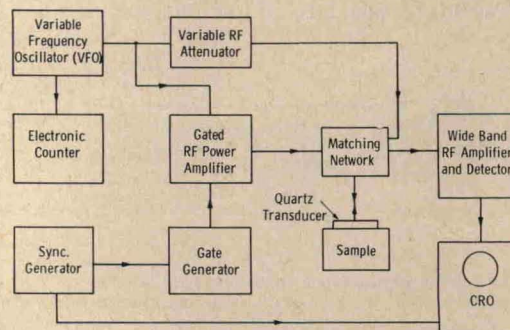 Variable
Frequency
Oscillator (VFO)
Variable RF
Attenuator
Electronic
Counter
Gated
RF Power
Amplifier
Matching
Network
Wide Band
RF Amplifier
and Detector
Quartz
Transducer
Sample
Sync.
Generator
Gate
Generator
CRO